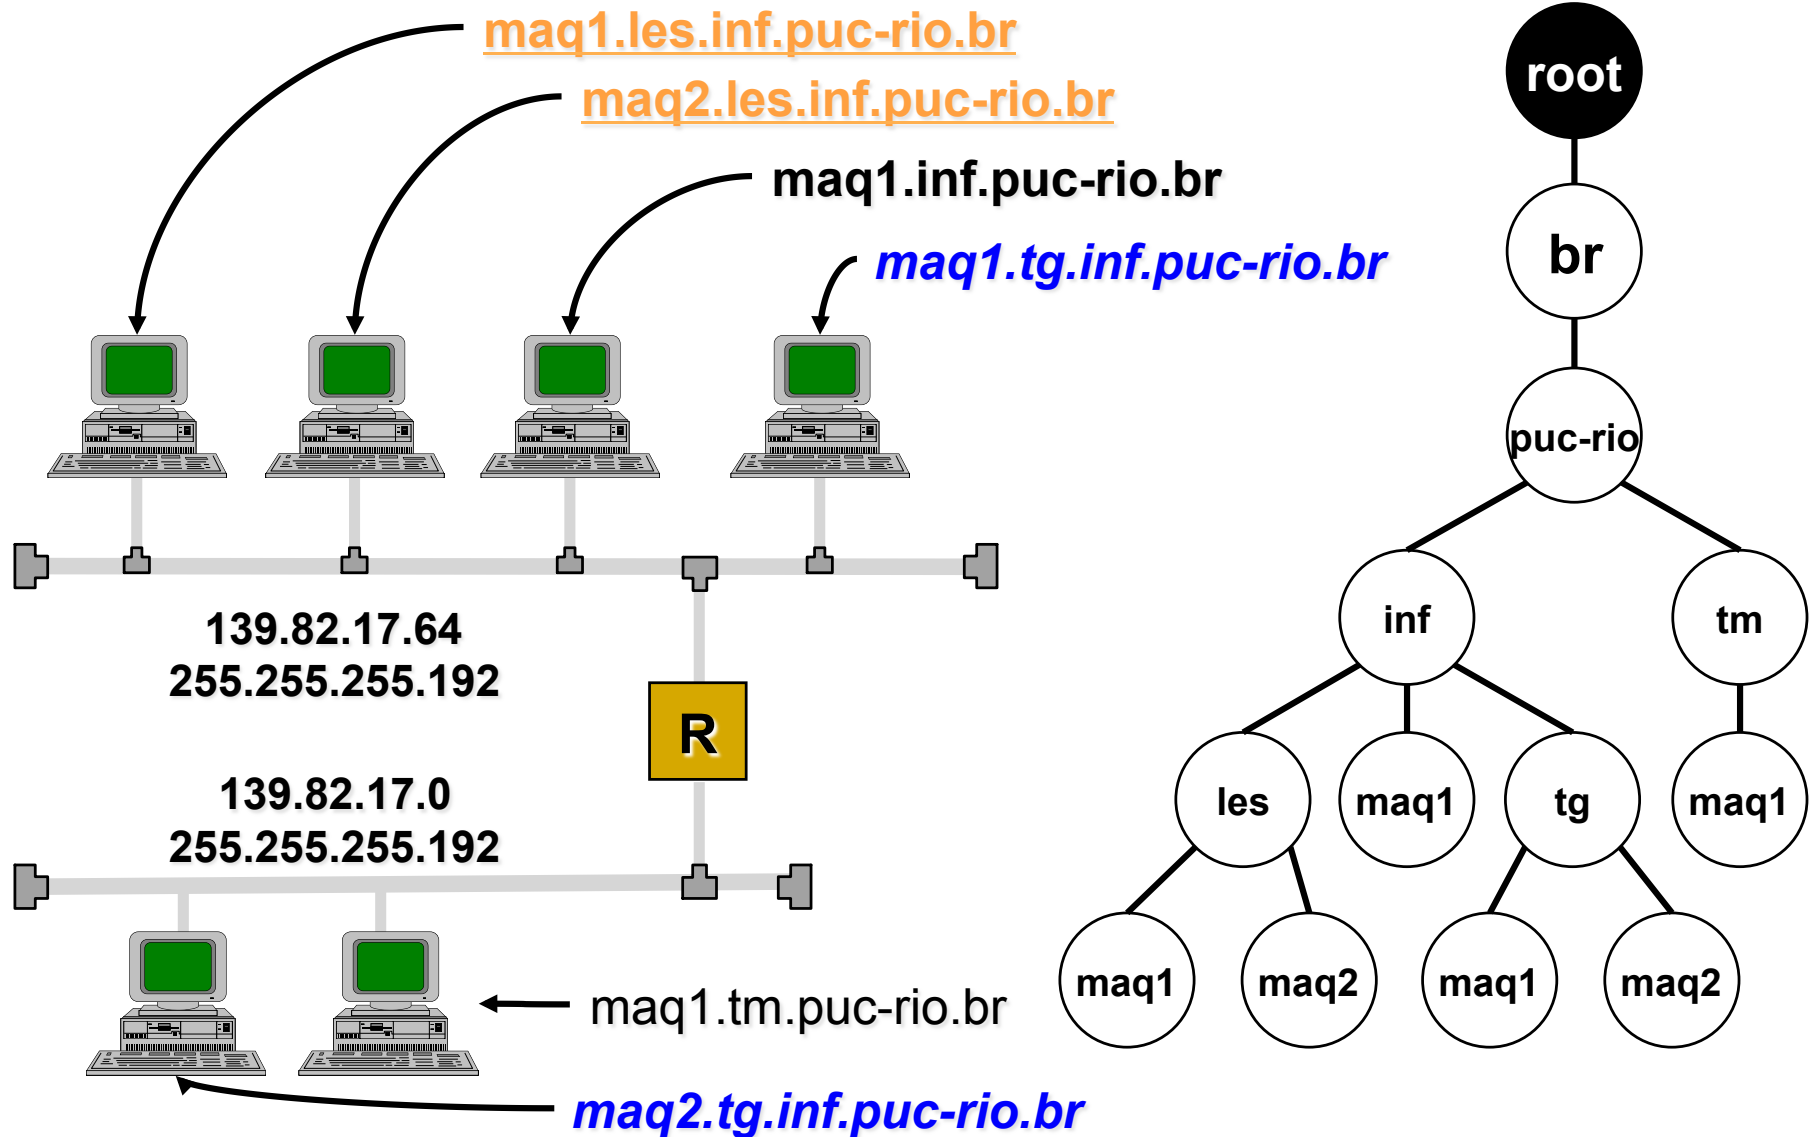 maq1.les.inf.puc-rio.br
maq2.les.inf.puc-rio.br
maq1.inf.puc-rio.br
maq1.tg.inf.puc-rio.br
139.82.17.64
255.255.255.192
R
139.82.17.0
255.255.255.192
maq1.tm.puc-rio.br
maq2.tg.inf.puc-rio.br
root
br
puc-rio
inf
tm
les
maq1
tg
maq1
maq1
maq2
maq1
maq2